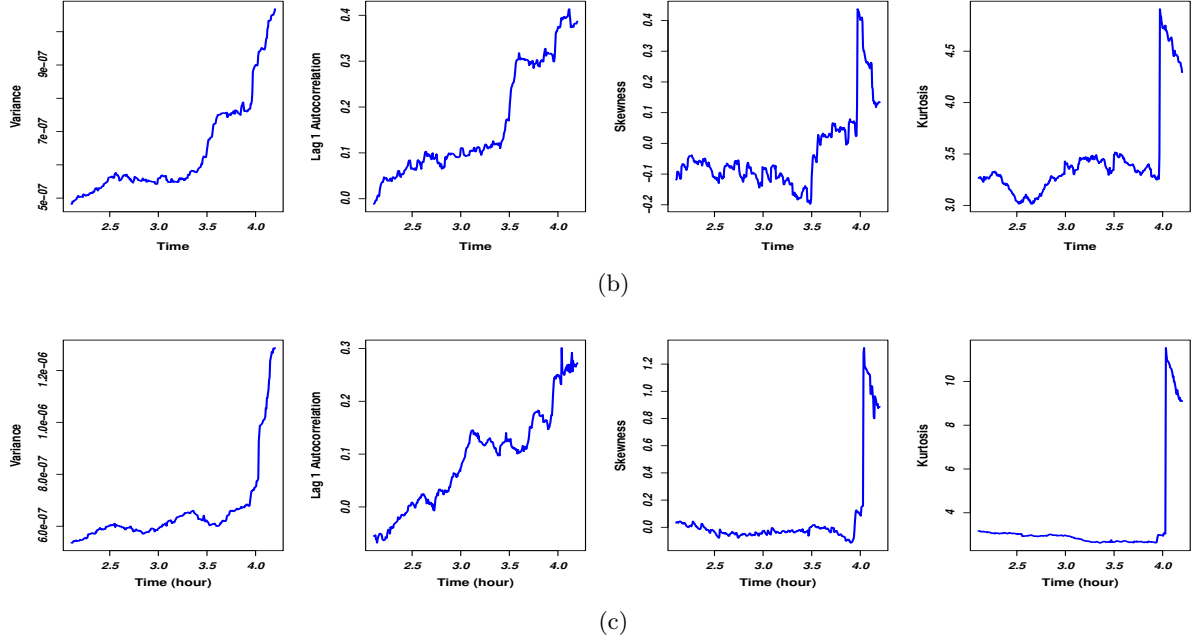 Variance
9e−07
7e−07
5e−07
2.5 3.0 3.5 4.0
Time
Lag 1 Autocorrelation
0.4
0.3
0.2
0.1
0.0
2.5 3.0 3.5 4.0
Time
Skewness
0.4
0.3
0.2
0.1
0.0
−0.1
−0.2
2.5 3.0 3.5 4.0
Time
Kurtosis
4.5
4.0
3.5
3.0
2.5 3.0 3.5 4.0
Time
(b)
Variance
1.2e−06
1.0e−06
8.0e−07
6.0e−07
2.5 3.0 3.5 4.0
Time (hour)
Lag 1 Autocorrelation
0.3
0.2
0.1
0.0
2.5 3.0 3.5 4.0
Time (hour)
Skewness
1.2
1.0
0.8
0.6
0.4
0.2
0.0
2.5 3.0 3.5 4.0
Time (hour)
Kurtosis
10
8
6
4
2.5 3.0 3.5 4.0
Time (hour)
(c)